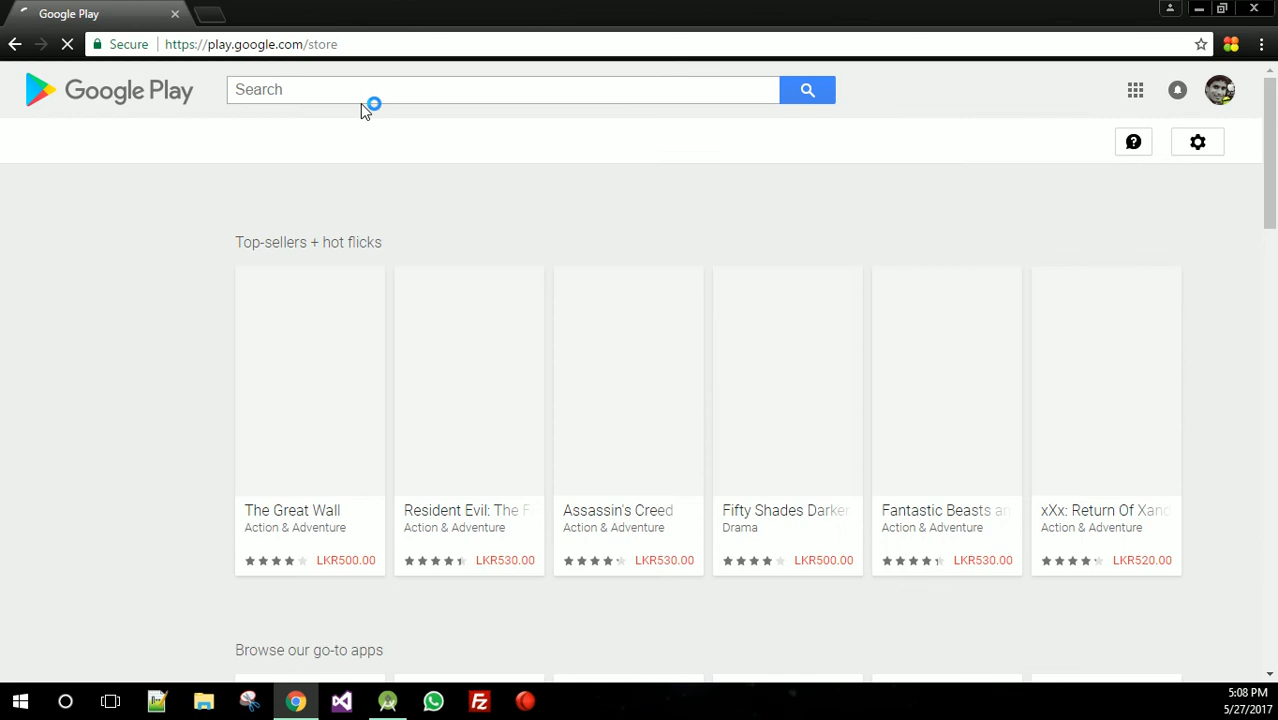 Google Play
Secure
https://play.google.com/store
Google Play
Search
Top-sellers + hot flicks
The Great Wall
Action & Adventure
LKR500.00
Resident Evil: The F
Action & Adventure
LKR530.00
Assassin's Creed
Action & Adventure
LKR530.00
Fifty Shades Darker
Drama
LKR500.00
Fantastic Beasts an
Action & Adventure
LKR530.00
xXx: Return Of Xand
Action & Adventure
LKR520.00
Browse our go-to apps
Fz
5:08 PM
5/27/2017